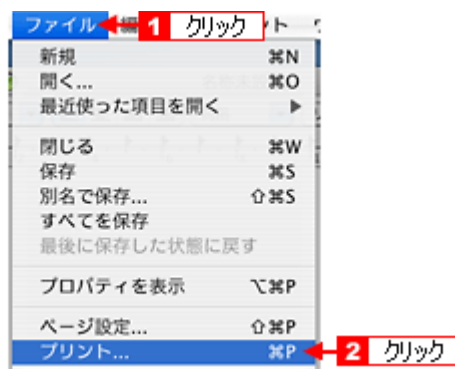 ファイル 1 クリック
新規 ⌘N
開く... ⌘O
最近使った項目を開く ▶
閉じる ⌘W
保存 ⌘S
別名で保存... ⇧⌘S
すべてを保存
最後に保存した状態に戻す
プロパティを表示 ⌥⌘P
ページ設定... ⇧⌘P
プリント... ⌘P 2 クリック